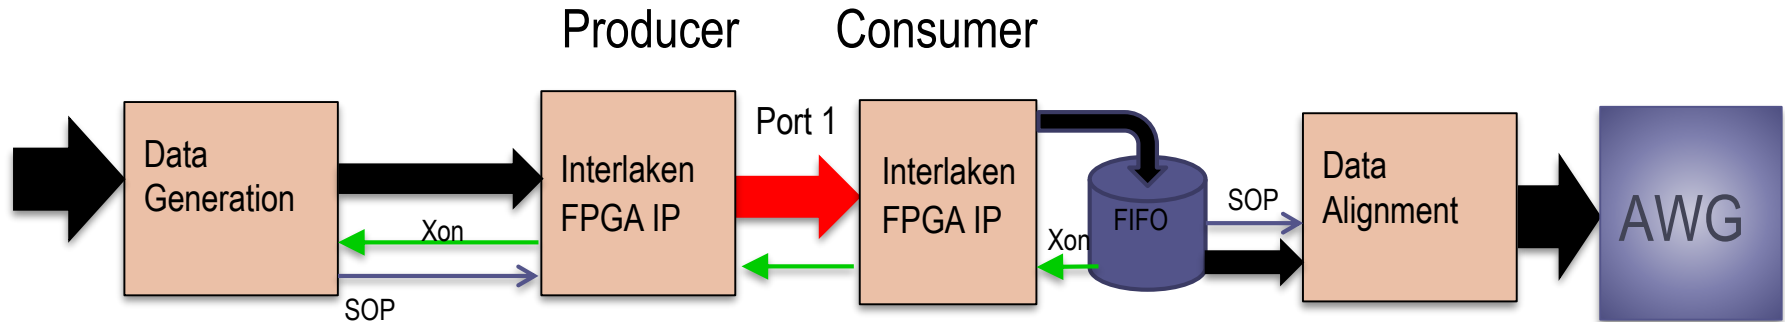 Producer
Consumer
Port 1
Data
Generation
Interlaken
FPGA IP
Interlaken
FPGA IP
FIFO
Data
Alignment
AWG
Xon
SOP
Xon
SOP